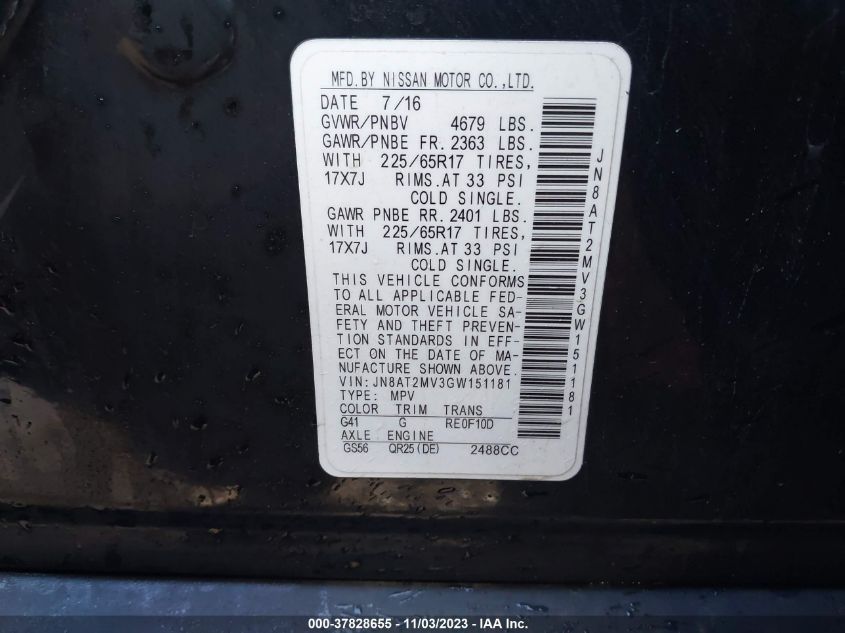 MFD.BY NISSAN MOTOR CO.,LTD.
DATE 7/16
GVWR/PNBV 4679 LBS.
GAWR/PNBE FR. 2363 LBS.
WITH 225/65R17 TIRES,
17X7J RIMS.AT 33 PSI
COLD SINGLE.
GAWR PNBE RR. 2401 LBS.
WITH 225/65R17 TIRES,
17X7J RIMS.AT 33 PSI
COLD SINGLE.
THIS VEHICLE CONFORMS
TO ALL APPLICABLE FED-
ERAL MOTOR VEHICLE SA-
FETY AND THEFT PREVEN-
TION STANDARDS IN EFF-
ECT ON THE DATE OF MA-
NUFACTURE SHOWN ABOVE.
VIN:JN8AT2MV3GW151181
TYPE: MPV
COLOR TRIM TRANS
G41 G RE0F10D
AXLE ENGINE
GS56 QR25(DE) 2488CC
JN8AT2MV3GW151181
000-37828655 - 11/03/2023 - IAAI.com